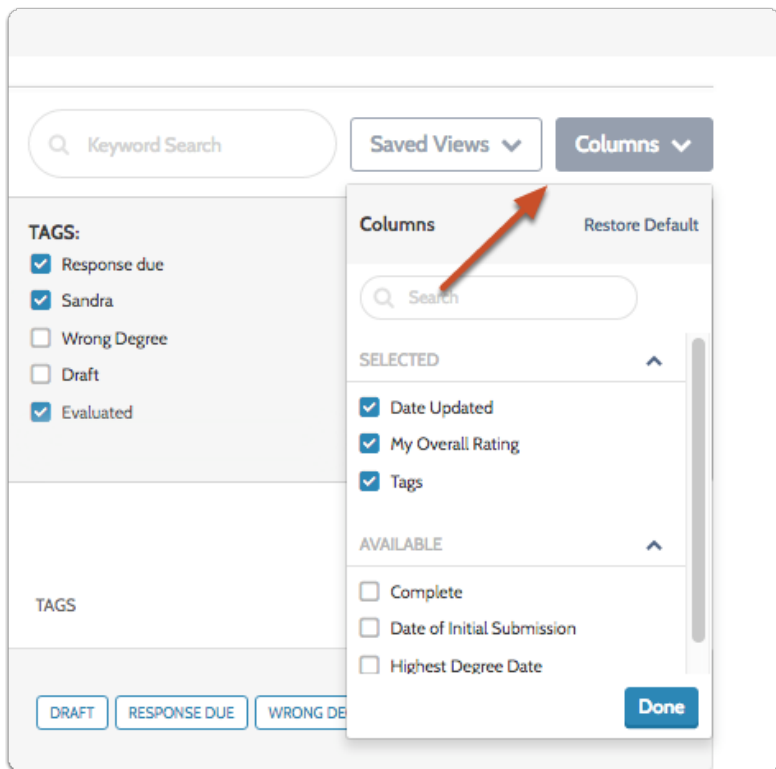 Keyword Search
Saved Views
Columns
TAGS:
Response due
Sandra
Wrong Degree
Draft
Evaluated
Columns
Restore Default
Search
SELECTED
Date Updated
My Overall Rating
Tags
AVAILABLE
Complete
Date of Initial Submission
Highest Degree Date
Done
TAGS
DRAFT
RESPONSE DUE
WRONG DE